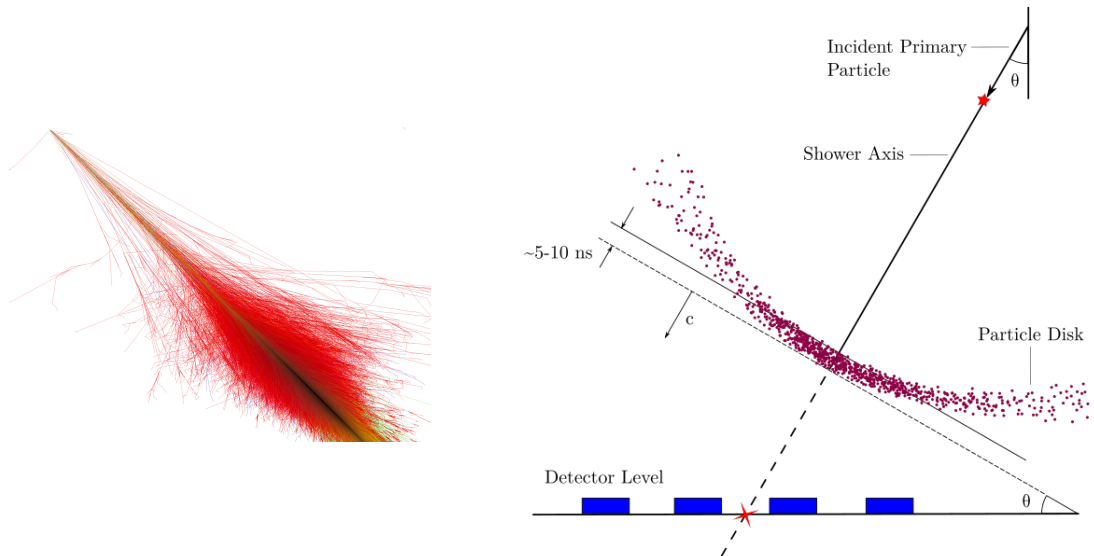 Incident Primary
Particle
θ
Shower Axis
~5-10 ns
c
Particle Disk
Detector Level
θ